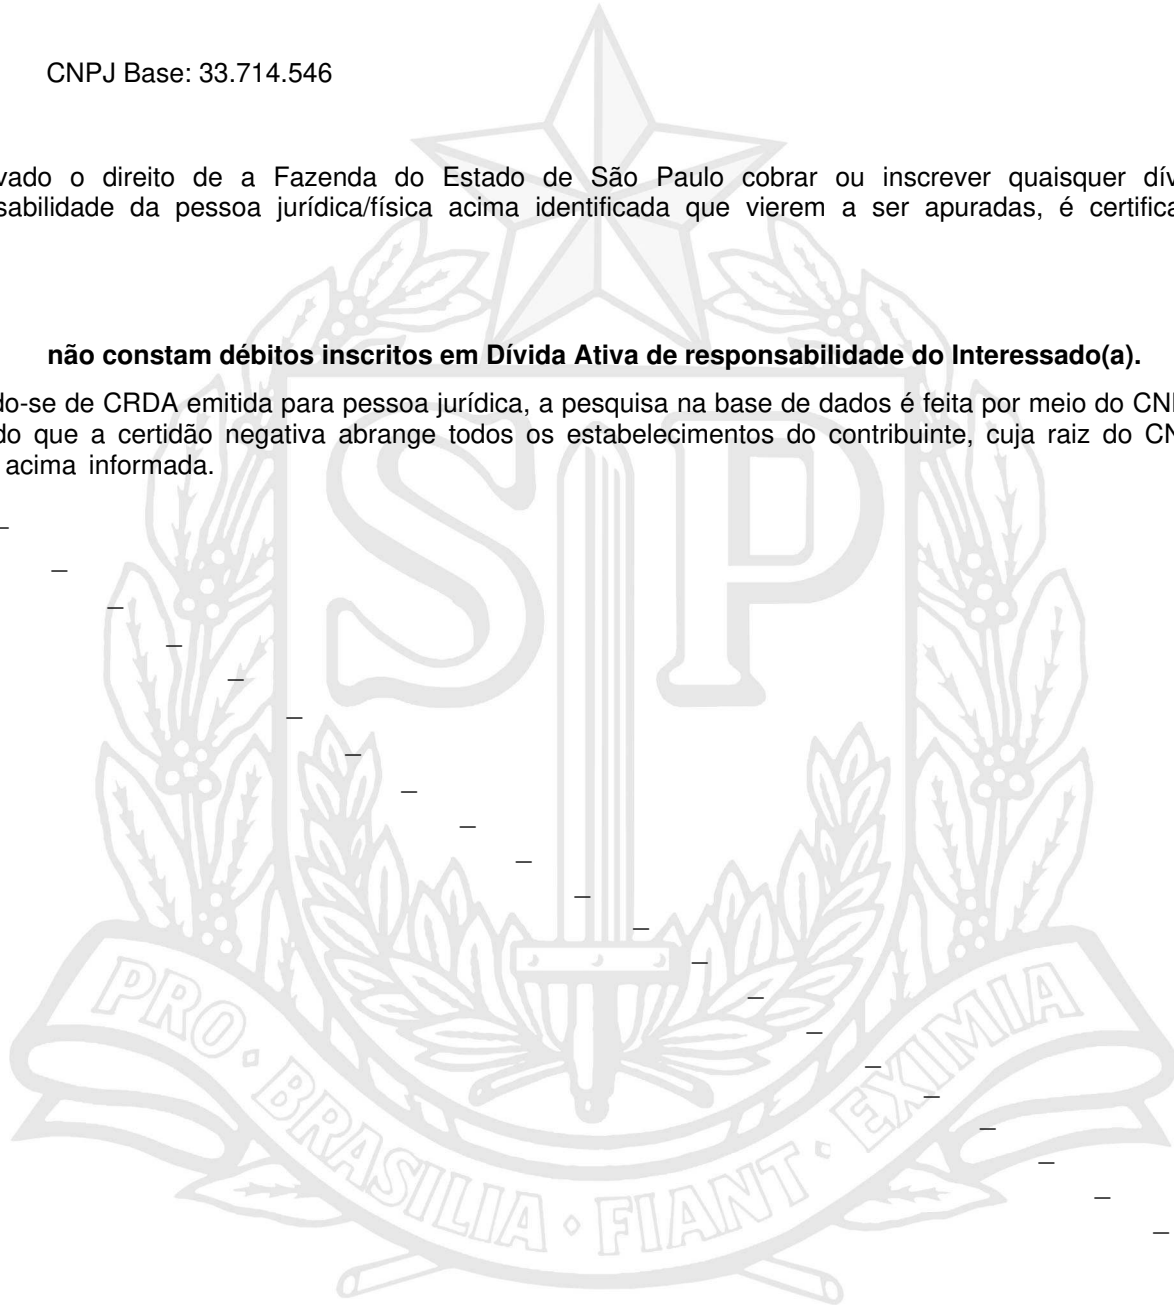 CNPJ Base: 33.714.546
vado o direito de a Fazenda do Estado de São Paulo cobrar ou inscrever quaisquer dív
sabilidade da pessoa jurídica/física acima identificada que vierem a ser apuradas, é certifica
não constam débitos inscritos em Dívida Ativa de responsabilidade do Interessado(a).
do-se de CRDA emitida para pessoa jurídica, a pesquisa na base de dados é feita por meio do CN
do que a certidão negativa abrange todos os estabelecimentos do contribuinte, cuja raiz do CN
acima informada.
SP
PRO · BRASILIA · FIANT · EXIMIA